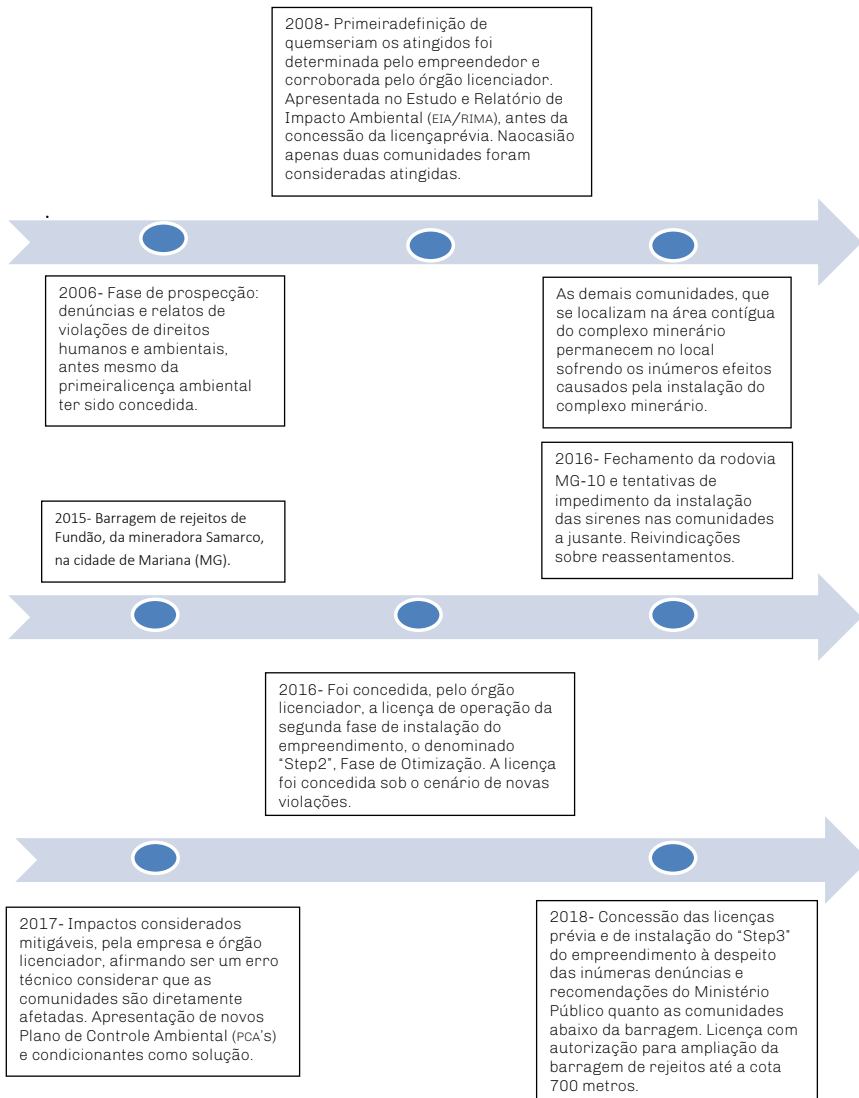 2008- Primeiradefinição de
quemseriam os atingidos foi
determinada pelo empreendedor e
corroborada pelo órgão licenciador.
Apresentada no Estudo e Relatório de
Impacto Ambiental (EIA/RIMA), antes da
concessão da licençaprévia. Naocasião
apenas duas comunidades foram
consideradas atingidas.
.
2006- Fase de prospecção:
denúncias e relatos de
violações de direitos
humanos e ambientais,
antes mesmo da
primeiralicença ambiental
ter sido concedida.
As demais comunidades, que
se localizam na área contígua
do complexo minerário
permanecem no local
sofrendo os inúmeros efeitos
causados pela instalação do
complexo minerário.
2015- Barragem de rejeitos de
Fundão, da mineradora Samarco,
na cidade de Mariana (MG).
2016- Fechamento da rodovia
MG-10 e tentativas de
impedimento da instalação
das sirenes nas comunidades
a jusante. Reivindicações
sobre reassentamentos.
2016- Foi concedida, pelo órgão
licenciador, a licença de operação da
segunda fase de instalação do
empreendimento, o denominado
“Step2”, Fase de Otimização. A licença
foi concedida sob o cenário de novas
violações.
2017- Impactos considerados
mitigáveis, pela empresa e órgão
licenciador, afirmando ser um erro
técnico considerar que as
comunidades são diretamente
afetadas. Apresentação de novos
Plano de Controle Ambiental (PCA’s)
e condicionantes como solução.
2018- Concessão das licenças
prévia e de instalação do “Step3”
do empreendimento à despeito
das inúmeras denúncias e
recomendações do Ministério
Público quanto as comunidades
abaixo da barragem. Licença com
autorização para ampliação da
barragem de rejeitos até a cota
700 metros.